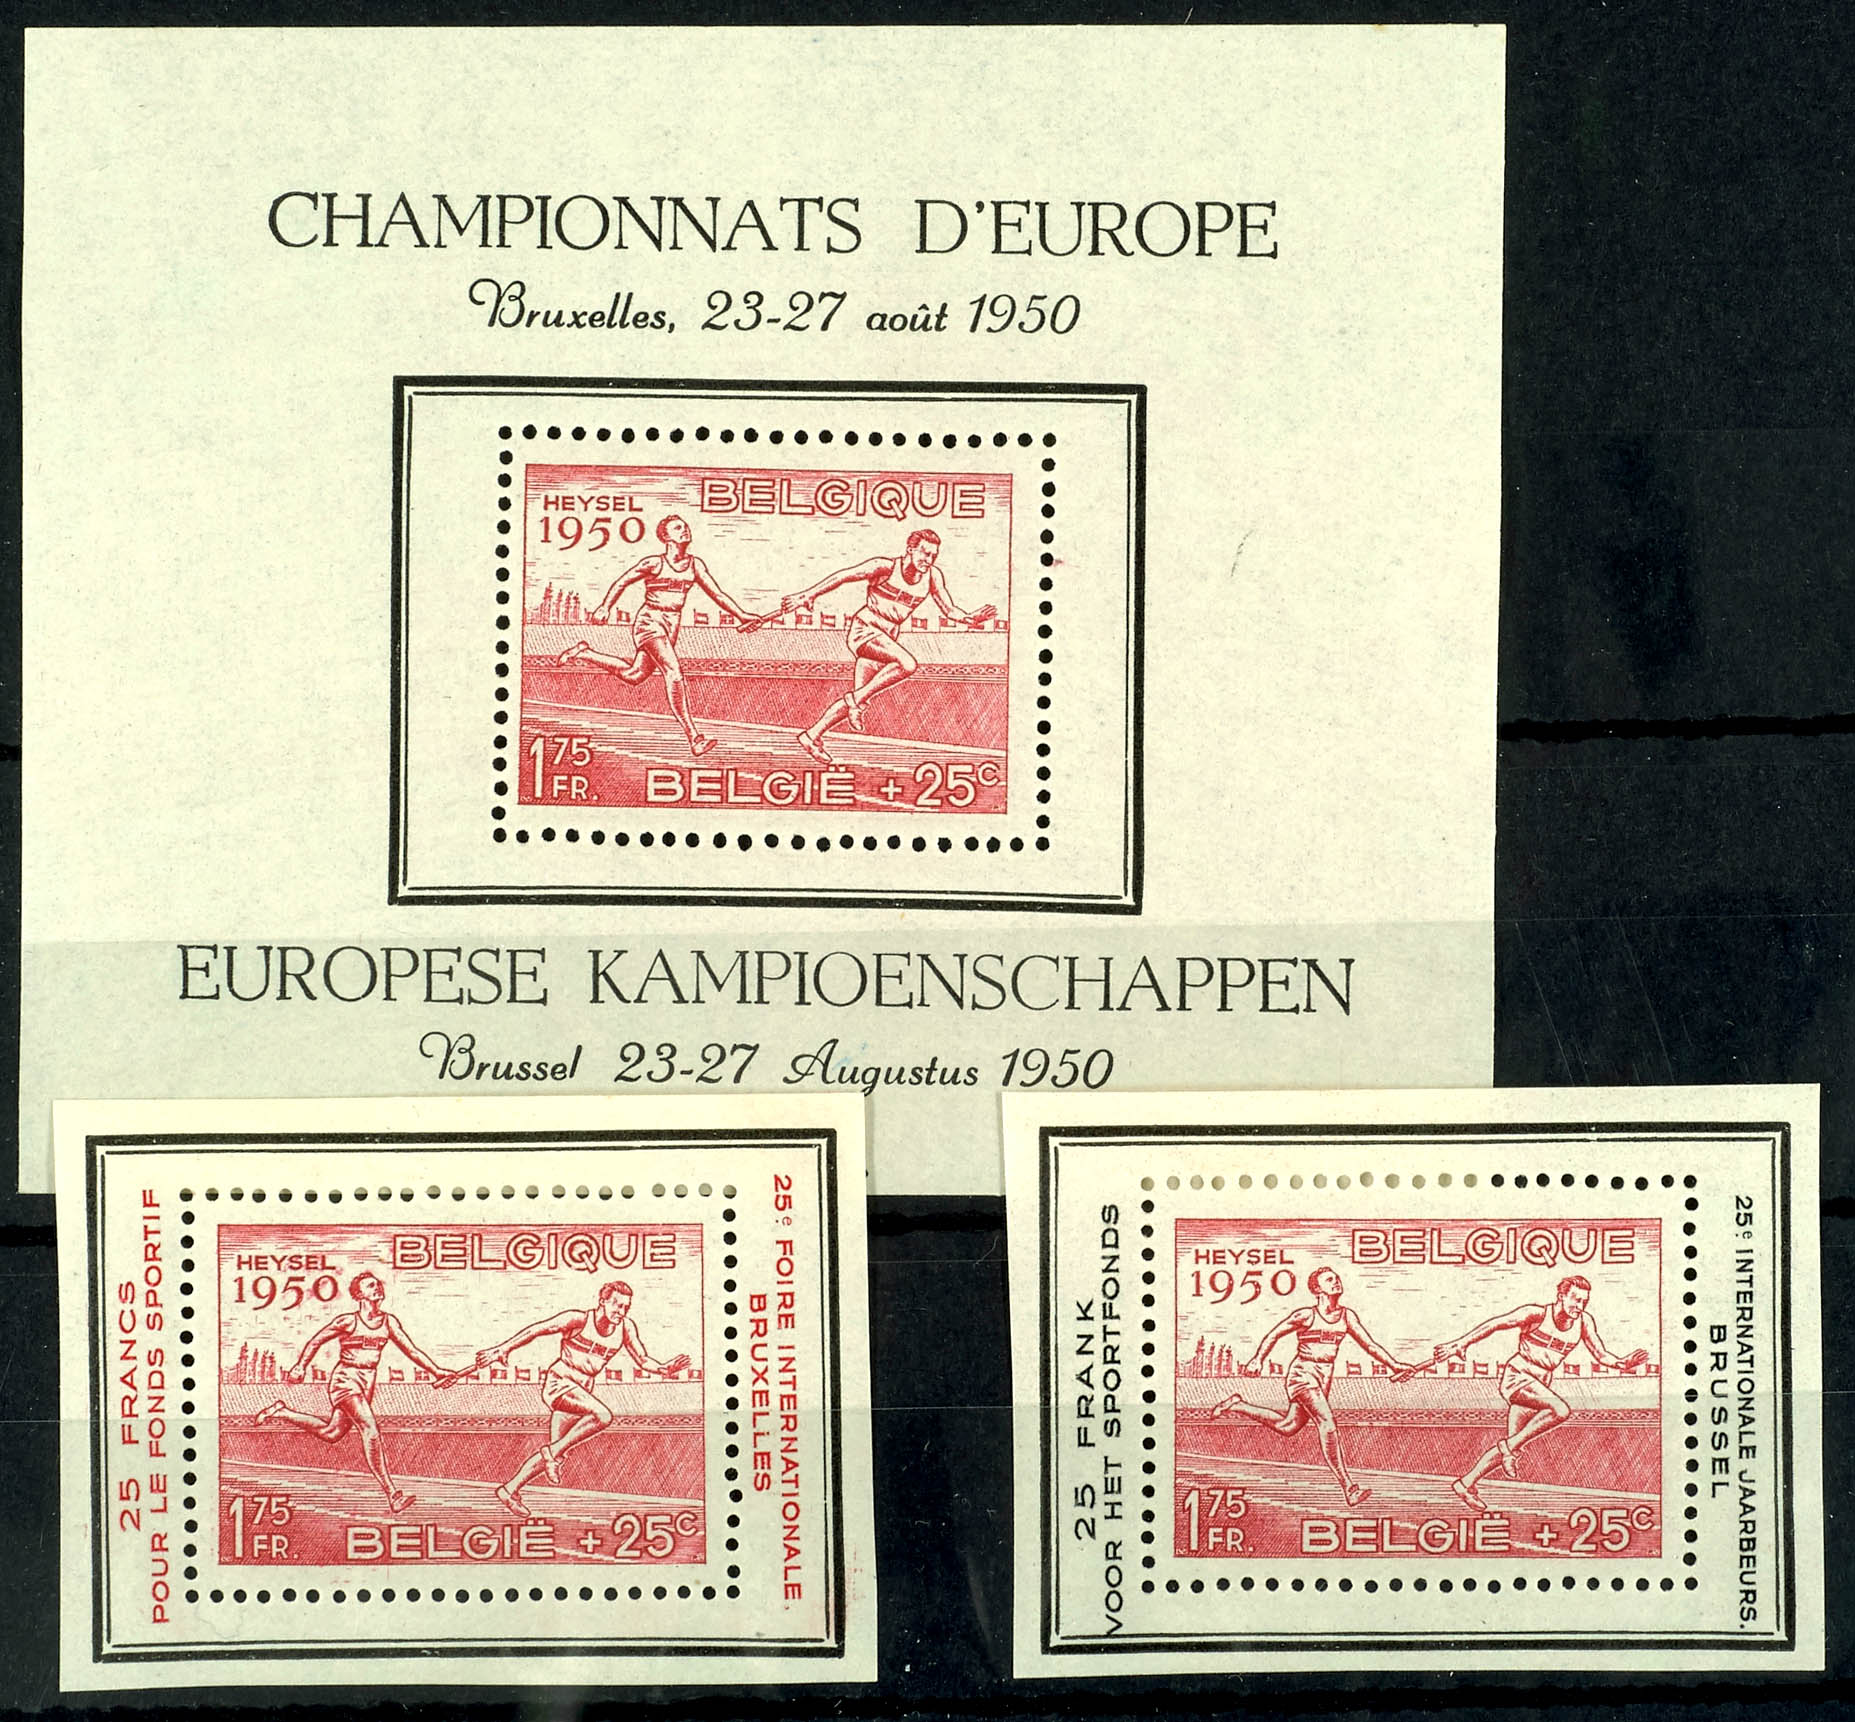 CHAMPIONNATS D'EUROPE
Bruxelles, 23-27 août 1950
HEYSEL
1950
BELGIQUE
1 75 FR.
BELGIË + 25C
EUROPESE KAMPIOENSCHAPPEN
Brussel 23-27 Augustus 1950
25 FRANCS
POUR LE FONDS SPORTIF
HEYSEL
1950
BELGIQUE
1 75 FR.
BELGIË + 25C
25e FOIRE INTERNATIONALE.
BRUXELLES
25 FRANK
VOOR HET SPORTFONDS
HEYSEL
1950
BELGIQUE
1 75 FR.
BELGIË + 25C
25e INTERNATIONALE JAARBEURS.
BRUSSEL